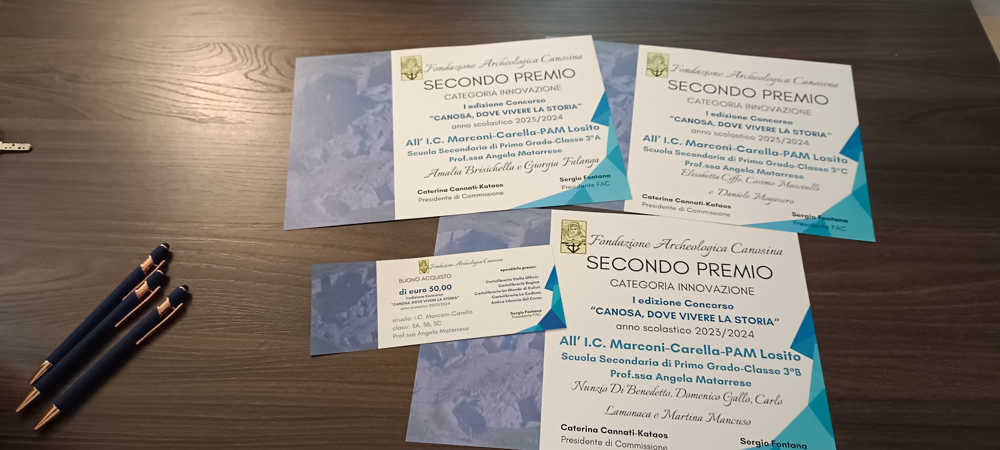 Fondazione Archeologica Canosina
SECONDO PREMIO
CATEGORIA INNOVAZIONE
I edizione Concorso
“CANOSA, DOVE VIVERE LA STORIA“
anno scolastico 2023/2024
All’ I.C. Marconi-Carella-PAM Losito
Scuola Secondaria di Primo Grado-Classe 3°A
Prof.ssa Angela Matarrese
Amalia Brisichella e Giorgia Falanga
Caterina Cannati-Kataos
Presidente di Commissione
Sergio Fontana
Presidente FAC
Fondazione Archeologica Canosina
SECONDO PREMIO
CATEGORIA INNOVAZIONE
I edizione Concorso
“CANOSA, DOVE VIVERE LA STORIA“
anno scolastico 2023/2024
All’ I.C. Marconi-Carella-PAM Losito
Scuola Secondaria di Primo Grado-Classe 3°C
Prof.ssa Angela Matarrese
Elisabetta Ciffo, Cosimo Masciulli
e Daniele Mogavero
Caterina Cannati-Kataos
Presidente di Commissione
Sergio Fontana
Presidente FAC
Fondazione Archeologica Canosina
BUONO ACQUISTO
di euro 50,00
I edizione Concorso
“CANOSA, DOVE VIVERE LA STORIA“
anno scolastico 2023/2024
scuola: I.C. Marconi-Carella
classi: 3A, 3B, 3C
Prof.ssa Angela Matarrese
spendibile presso:
Cartolibreria Stella Ufficio
Cartolibreria Regina
Cartolibreria Un Mondo di Colori
Cartolibreria Le Cadeau
Antica Libreria del Corso
Sergio Fontana
Presidente FAC
Fondazione Archeologica Canosina
SECONDO PREMIO
CATEGORIA INNOVAZIONE
I edizione Concorso
“CANOSA, DOVE VIVERE LA STORIA“
anno scolastico 2023/2024
All’ I.C. Marconi-Carella-PAM Losito
Scuola Secondaria di Primo Grado-Classe 3°B
Prof.ssa Angela Matarrese
Nunzio Di Benedetto, Domenico Gallo, Carlo
Lamonaca e Martina Mancuso
Caterina Cannati-Kataos
Presidente di Commissione
Sergio Fontana